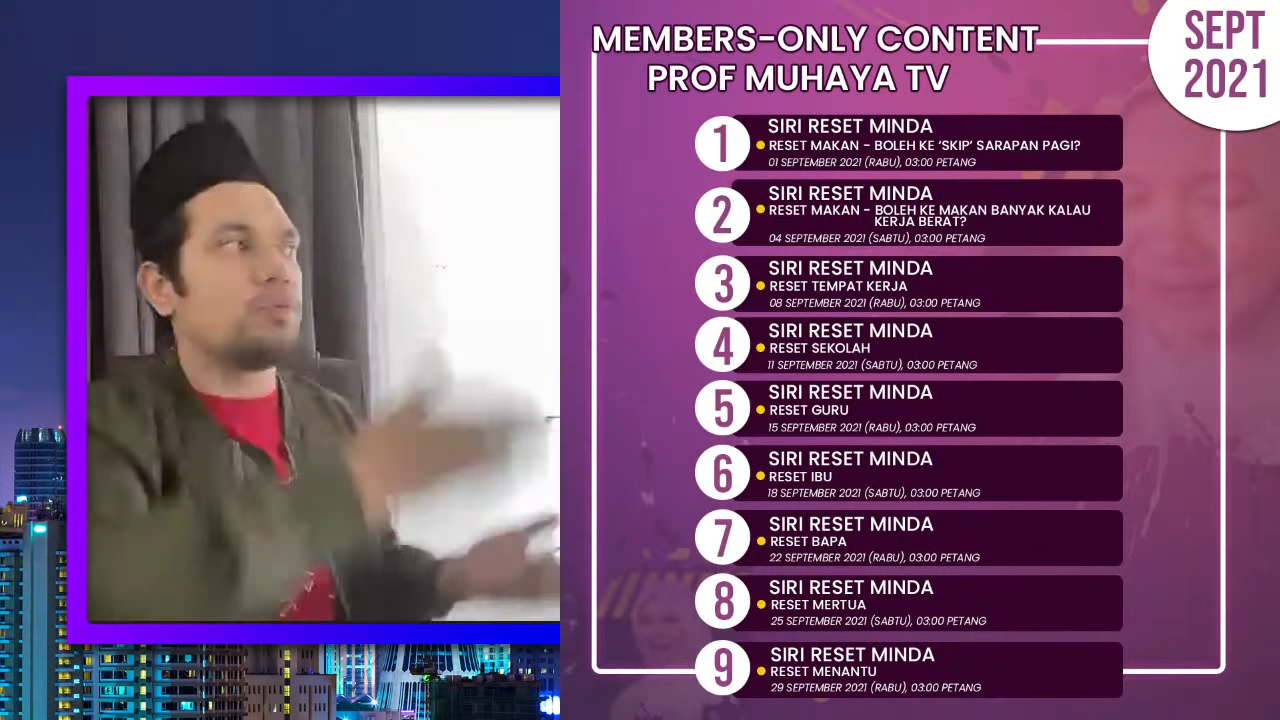 MEMBERS-ONLY CONTENT
PROF MUHAYA TV
SEPT
2021
1
SIRI RESET MINDA
RESET MAKAN - BOLEH KE 'SKIP' SARAPAN PAGI?
01 SEPTEMBER 2021 (RABU), 03:00 PETANG
2
SIRI RESET MINDA
RESET MAKAN - BOLEH KE MAKAN BANYAK KALAU
KERJA BERAT?
04 SEPTEMBER 2021 (SABTU), 03:00 PETANG
3
SIRI RESET MINDA
RESET TEMPAT KERJA
08 SEPTEMBER 2021 (RABU), 03:00 PETANG
4
SIRI RESET MINDA
RESET SEKOLAH
11 SEPTEMBER 2021 (SABTU), 03:00 PETANG
5
SIRI RESET MINDA
RESET GURU
15 SEPTEMBER 2021 (RABU), 03:00 PETANG
6
SIRI RESET MINDA
RESET IBU
18 SEPTEMBER 2021 (SABTU), 03:00 PETANG
7
SIRI RESET MINDA
RESET BAPA
22 SEPTEMBER 2021 (RABU), 03:00 PETANG
8
SIRI RESET MINDA
RESET MERTUA
25 SEPTEMBER 2021 (SABTU), 03:00 PETANG
9
SIRI RESET MINDA
RESET MENANTU
29 SEPTEMBER 2021 (RABU), 03:00 PETANG